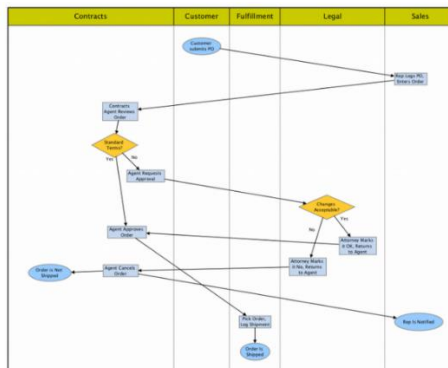 Contracts
Customer
Fulfillment
Legal
Sales
Customer
Submits PO
Rep Logs PO,
Enters Order
Contracts
Agent Reviews
Order
Standard
Terms?
Yes
No
Agent Requests
Approval
Changes
Acceptable?
No
Yes
Agent Approves
Order
Attorney Marks
it OK, Returns
to Agent
Attorney Marks
it No, Returns
to Agent
Order is Not
Shipped
Agent Cancels
Order
Pick Order,
Log Shipment
Rep is Notified
Order is
Shipped